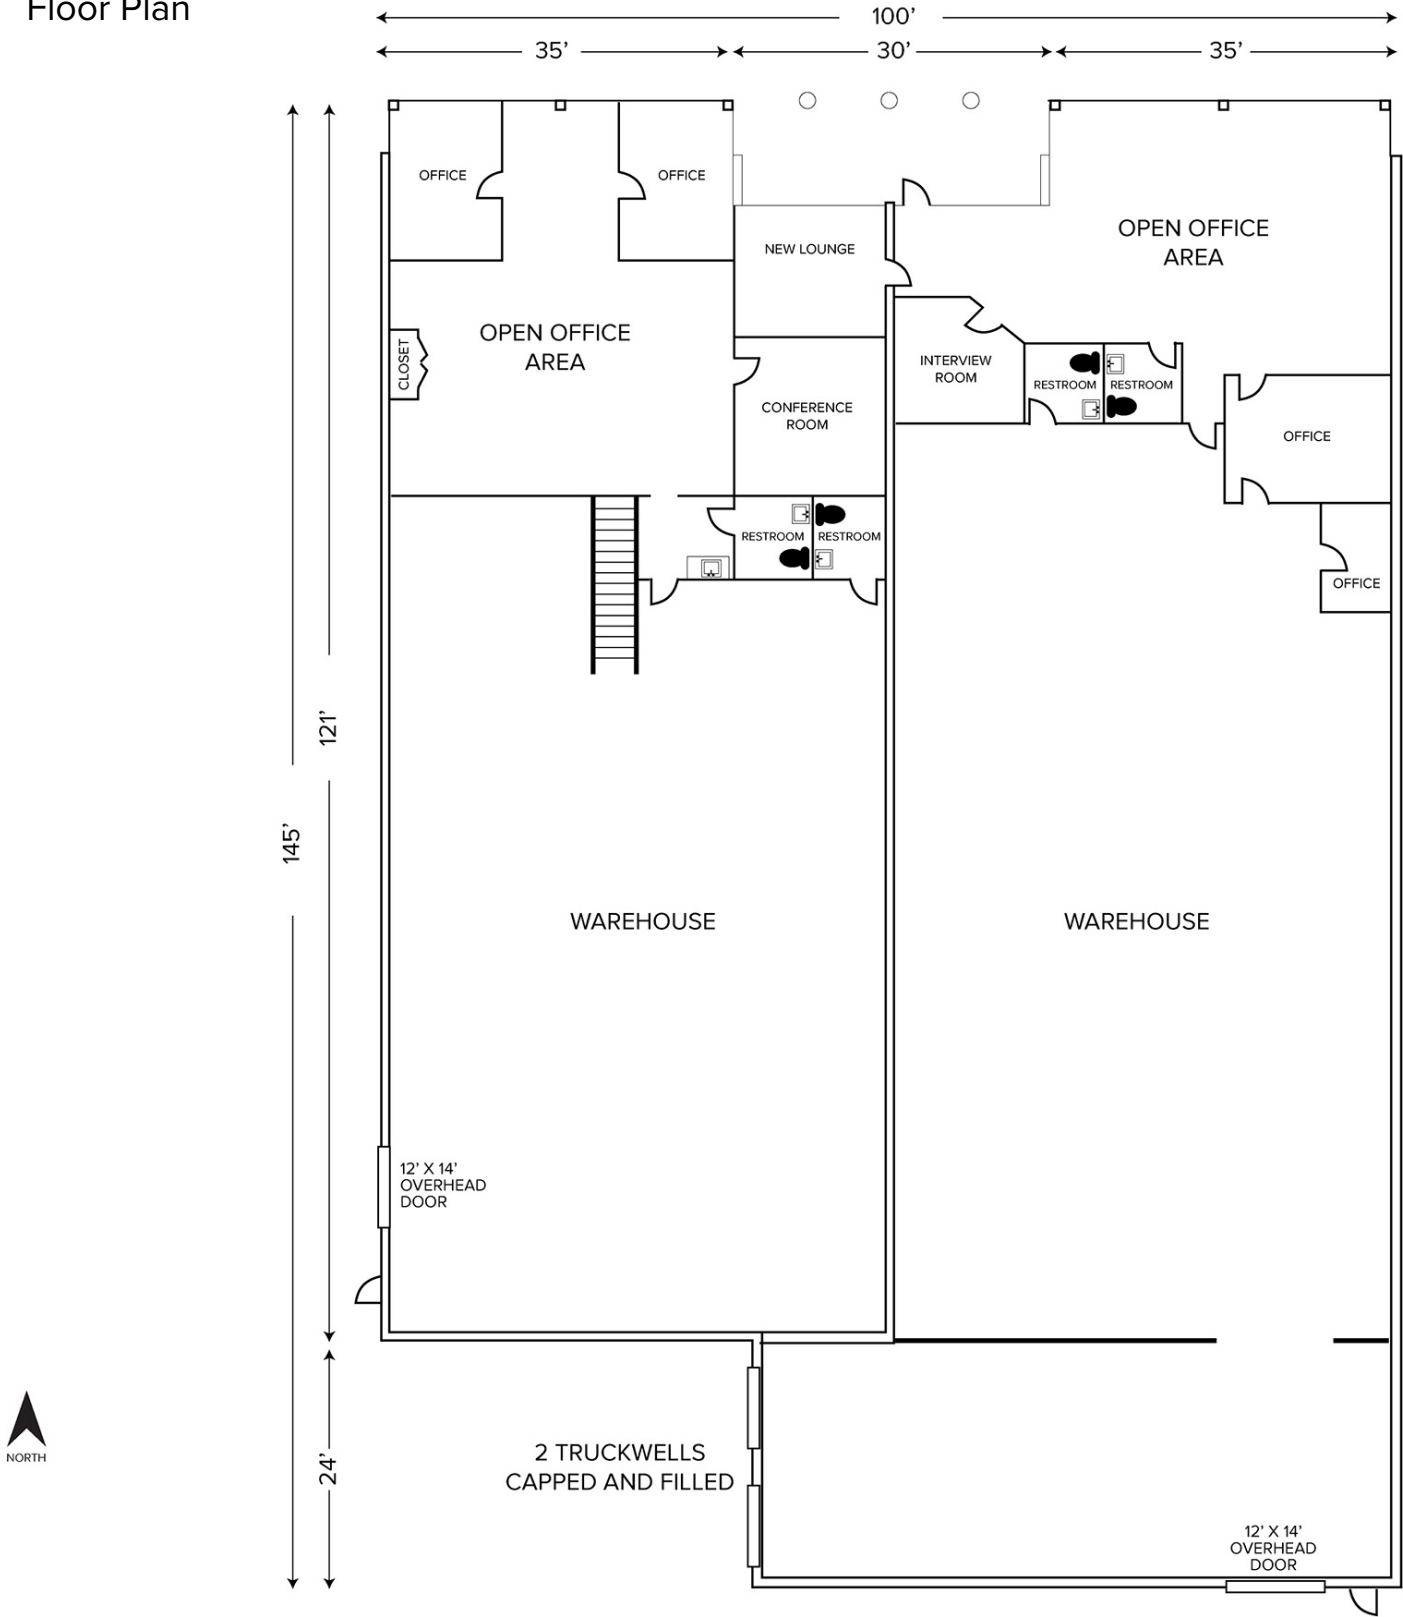 Floor Plan
100’
35’
30’
35’
OFFICE
OFFICE
OPEN OFFICE
AREA
NEW LOUNGE
OPEN OFFICE
AREA
CLOSET
CONFERENCE
ROOM
INTERVIEW
ROOM
RESTROOM
RESTROOM
OFFICE
RESTROOM
RESTROOM
OFFICE
121’
145’
WAREHOUSE
WAREHOUSE
12’ X 14’
OVERHEAD
DOOR
24’
2 TRUCKWELLS
CAPPED AND FILLED
NORTH
12’ X 14’
OVERHEAD
DOOR